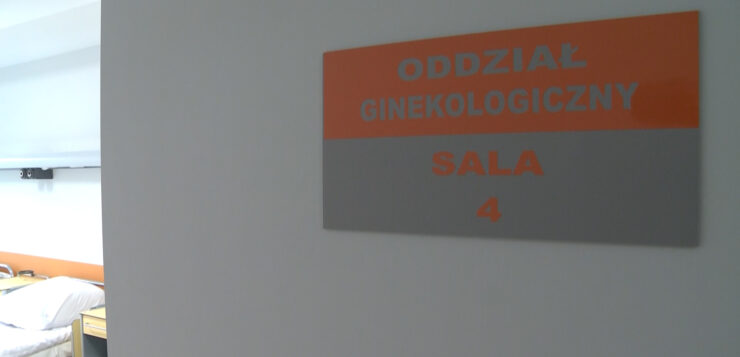 ODDZIAŁ
GINEKOLOGICZNY
SALA
4